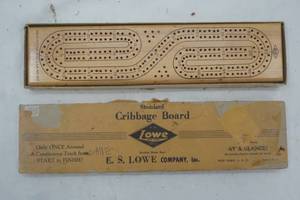 Standard
Cribbage Board
Lowe
Only ONCE Around
A Continuous Track from
START to FINISH!
AT A GLANCE!
E. S. LOWE COMPANY, Inc.